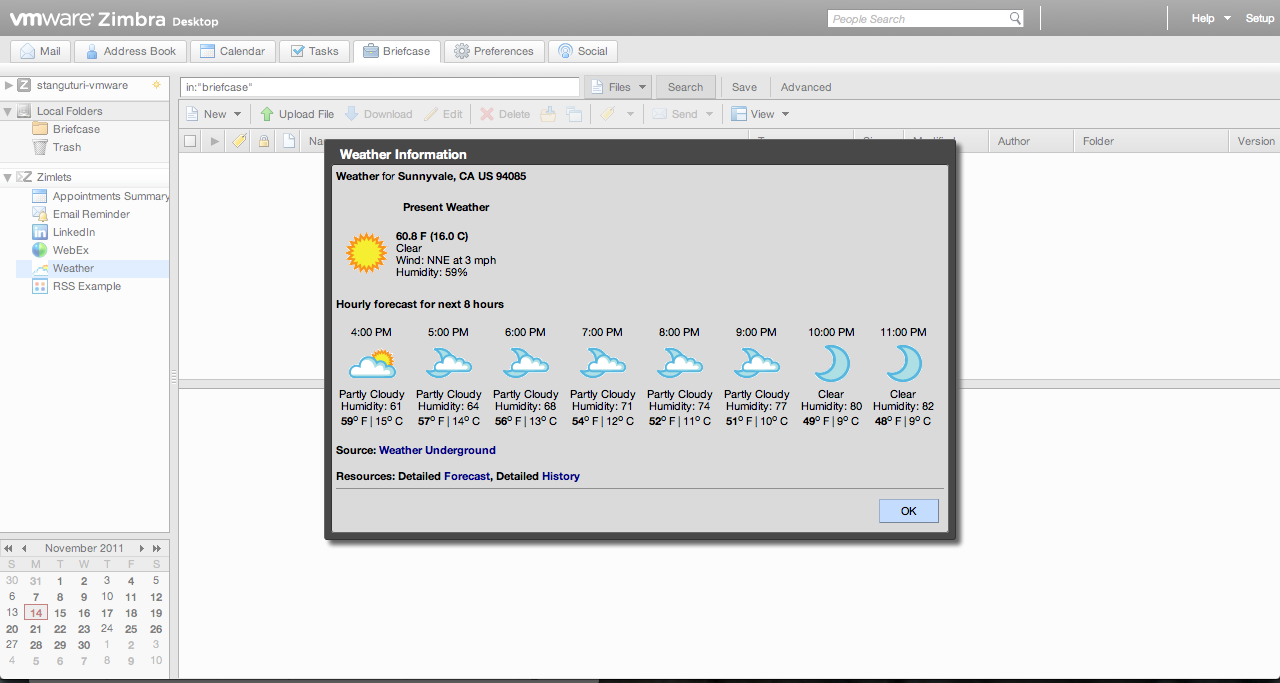 vmware Zimbra Desktop
People Search
Help
Setup
Mail
Address Book
Calendar
Tasks
Briefcase
Preferences
Social
stanguturi-vmware
in:"briefcase"
Files
Search
Save
Advanced
Local Folders
Briefcase
Trash
New
Upload File
Download
Edit
Delete
Send
View
Author
Folder
Version
Zimlets
Appointments Summary
Email Reminder
LinkedIn
WebEx
Weather
RSS Example
Weather Information
Weather for Sunnyvale, CA US 94085
Present Weather
60.8 F (16.0 C)
Clear
Wind: NNE at 3 mph
Humidity: 59%
Hourly forecast for next 8 hours
4:00 PM 5:00 PM 6:00 PM 7:00 PM 8:00 PM 9:00 PM 10:00 PM 11:00 PM
Partly Cloudy Partly Cloudy Partly Cloudy Partly Cloudy Partly Cloudy Partly Cloudy Clear Clear
Humidity: 61 Humidity: 64 Humidity: 68 Humidity: 71 Humidity: 74 Humidity: 77 Humidity: 80 Humidity: 82
59° F | 15° C 57° F | 14° C 56° F | 13° C 54° F | 12° C 52° F | 11° C 51° F | 10° C 49° F | 9° C 48° F | 9° C
Source: Weather Underground
Resources: Detailed Forecast, Detailed History
OK
November 2011
S M T W T F S
30 31 1 2 3 4 5
6 7 8 9 10 11 12
13 14 15 16 17 18 19
20 21 22 23 24 25 26
27 28 29 30 1 2 3
4 5 6 7 8 9 10